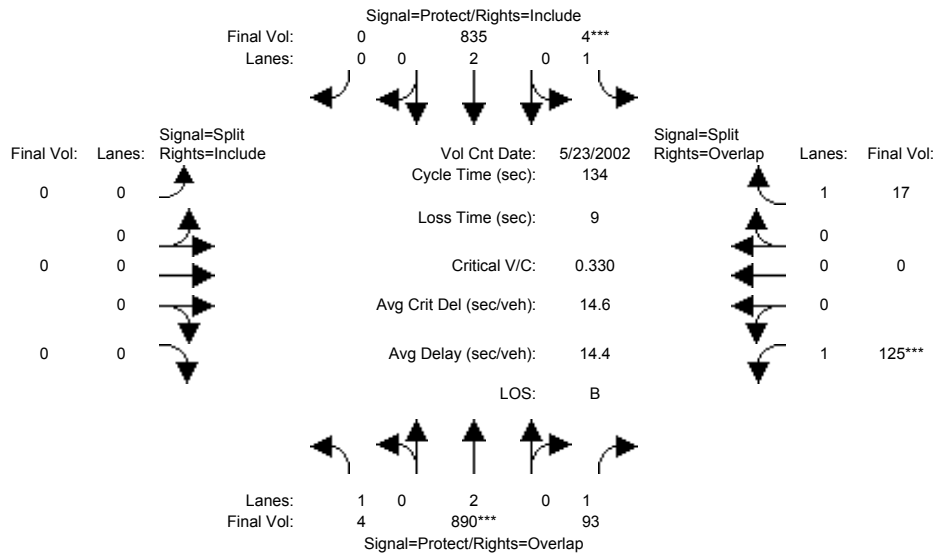 Signal=Protect/Rights=Include
Final Vol: 0 835 4***
Lanes: 0 0 2 0 1
Signal=Split Signal=Split
Final Vol: Lanes: Rights=Include Vol Cnt Date: 5/23/2002 Rights=Overlap Lanes: Final Vol:
Cycle Time (sec): 134
0 0 1 17
Loss Time (sec): 9
0 0
0 0 Critical V/C: 0.330 0 0
0 Avg Crit Del (sec/veh): 14.6 0
0 0 Avg Delay (sec/veh): 14.4 1 125***
LOS: B
Lanes: 1 0 2 0 1
Final Vol: 4 890*** 93
Signal=Protect/Rights=Overlap